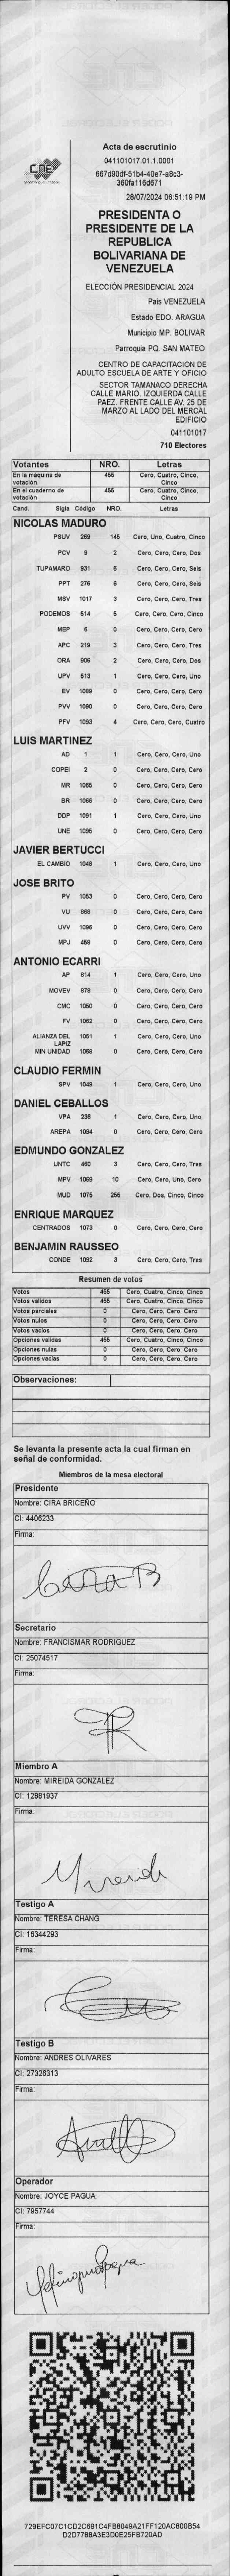 CNE
Acta de escrutinio
041101017.01.1.0001
667d90df-51b4-40e7-a8c3-
360fa116d671
28/07/2024 06:51:19 PM
PRESIDENTA O
PRESIDENTE DE LA
REPUBLICA
BOLIVARIANA DE
VENEZUELA
ELECCIÓN PRESIDENCIAL 2024
Pais VENEZUELA
Estado EDO. ARAGUA
Municipio MP. BOLIVAR
Parroquia PQ. SAN MATEO
CENTRO DE CAPACITACION DE
ADULTO ESCUELA DE ARTE Y OFICIO
SECTOR TAMANACO DERECHA
CALLE MARIO. IZQUIERDA CALLE
PAEZ. FRENTE CALLE AV. 25 DE
MARZO AL LADO DEL MERCAL
EDIFICIO
041101017
710 Electores
Votantes NRO. Letras
En la máquina de votación 455 Cero, Cuatro, Cinco, Cinco
En el cuaderno de votación 455 Cero, Cuatro, Cinco, Cinco
Cand. Sigla Código NRO. Letras
NICOLAS MADURO
PSUV 269 145 Cero, Uno, Cuatro, Cinco
PCV 9 2 Cero, Cero, Cero, Dos
TUPAMARO 931 6 Cero, Cero, Cero, Seis
PPT 276 6 Cero, Cero, Cero, Seis
MSV 1017 3 Cero, Cero, Cero, Tres
PODEMOS 514 5 Cero, Cero, Cero, Cinco
MEP 6 0 Cero, Cero, Cero, Cero
APC 219 3 Cero, Cero, Cero, Tres
ORA 906 2 Cero, Cero, Cero, Dos
UPV 513 1 Cero, Cero, Cero, Uno
EV 1089 0 Cero, Cero, Cero, Cero
PVV 1090 0 Cero, Cero, Cero, Cero
PFV 1093 4 Cero, Cero, Cero, Cuatro
LUIS MARTINEZ
AD 1 1 Cero, Cero, Cero, Uno
COPEI 2 0 Cero, Cero, Cero, Cero
MR 1065 0 Cero, Cero, Cero, Cero
BR 1066 0 Cero, Cero, Cero, Cero
DDP 1091 1 Cero, Cero, Cero, Uno
UNE 1095 0 Cero, Cero, Cero, Cero
JAVIER BERTUCCI
EL CAMBIO 1048 1 Cero, Cero, Cero, Uno
JOSE BRITO
PV 1053 0 Cero, Cero, Cero, Cero
VU 868 0 Cero, Cero, Cero, Cero
UVV 1096 0 Cero, Cero, Cero, Cero
MPJ 458 0 Cero, Cero, Cero, Cero
ANTONIO ECARRI
AP 814 1 Cero, Cero, Cero, Uno
MOVEV 878 0 Cero, Cero, Cero, Cero
CMC 1050 0 Cero, Cero, Cero, Cero
FV 1062 0 Cero, Cero, Cero, Cero
ALIANZA DEL LAPIZ 1051 1 Cero, Cero, Cero, Uno
MIN UNIDAD 1068 0 Cero, Cero, Cero, Cero
CLAUDIO FERMIN
SPV 1049 1 Cero, Cero, Cero, Uno
DANIEL CEBALLOS
VPA 236 1 Cero, Cero, Cero, Uno
AREPA 1094 0 Cero, Cero, Cero, Cero
EDMUNDO GONZALEZ
UNTC 460 3 Cero, Cero, Cero, Tres
MPV 1069 10 Cero, Cero, Uno, Cero
MUD 1075 255 Cero, Dos, Cinco, Cinco
ENRIQUE MARQUEZ
CENTRADOS 1073 0 Cero, Cero, Cero, Cero
BENJAMIN RAUSSEO
CONDE 1092 3 Cero, Cero, Cero, Tres
Resumen de votos
Votos 455 Cero, Cuatro, Cinco, Cinco
Votos válidos 455 Cero, Cuatro, Cinco, Cinco
Votos parciales 0 Cero, Cero, Cero, Cero
Votos nulos 0 Cero, Cero, Cero, Cero
Votos vacíos 0 Cero, Cero, Cero, Cero
Opciones validas 455 Cero, Cuatro, Cinco, Cinco
Opciones nulas 0 Cero, Cero, Cero, Cero
Opciones vacías 0 Cero, Cero, Cero, Cero
Observaciones:
Se levanta la presente acta la cual firman en
señal de conformidad.
Miembros de la mesa electoral
Presidente
Nombre: CIRA BRICEÑO
CI: 4406233
Firma:
Secretario
Nombre: FRANCISMAR RODRIGUEZ
CI: 25074517
Firma:
Miembro A
Nombre: MIREIDA GONZALEZ
CI: 12881937
Firma:
Testigo A
Nombre: TERESA CHANG
CI: 16344293
Firma:
Testigo B
Nombre: ANDRES OLIVARES
CI: 27326313
Firma:
Operador
Nombre: JOYCE PAGUA
CI: 7957744
Firma:
729EFC07C1CD2C691C4FB8049A21FF120AC800B54
D2D7788A3E3D0E25FB720AD